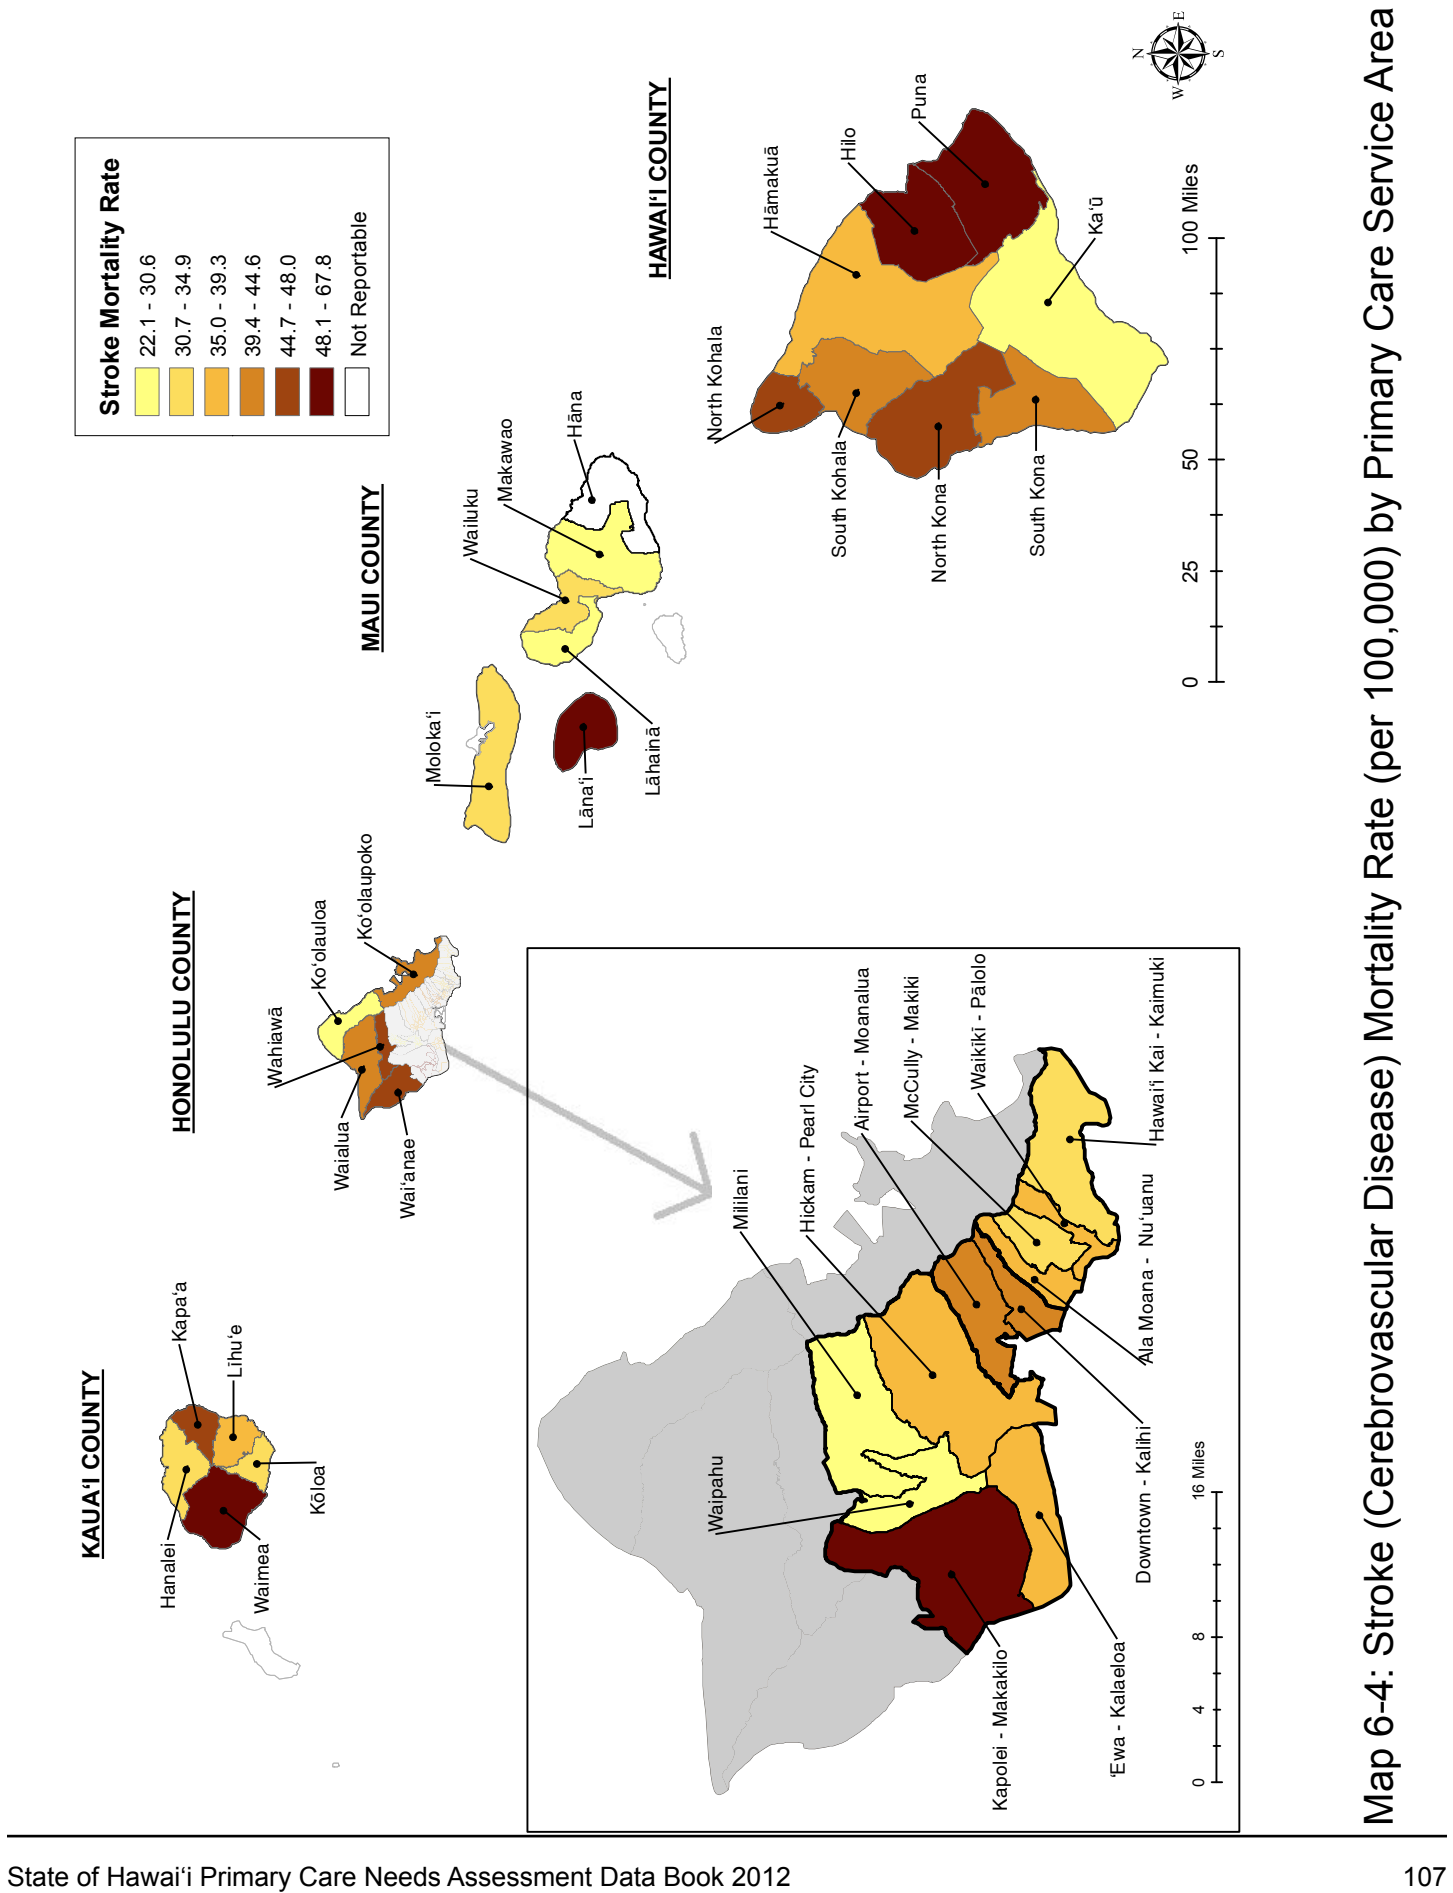 Map 6-4: Stroke (Cerebrovascular Disease) Mortality Rate (per 100,000) by Primary Care Service Area
KAUAʻI COUNTY
Hanalei
Kapaʻa
Līhuʻe
Waimea
Kōloa
HONOLULU COUNTY
Wahiawā
Koʻolauloa
Koʻolaupoko
Waialua
Waiʻanae
MAUI COUNTY
Molokaʻi
Wailuku
Makawao
Hāna
Lānaʻi
Lāhainā
Stroke Mortality Rate
22.1 - 30.6
30.7 - 34.9
35.0 - 39.3
39.4 - 44.6
44.7 - 48.0
48.1 - 67.8
Not Reportable
HAWAIʻI COUNTY
North Kohala
Hāmakuā
Hilo
Puna
South Kohala
North Kona
South Kona
Kaʻū
0 25 50 100 Miles
N
W E
S
Mililani
Waipahu
Hickam - Pearl City
Airport - Moanalua
McCully - Makiki
Waikiki - Pālolo
Hawaiʻi Kai - Kaimuki
Ala Moana - Nuʻuanu
Downtown - Kalihi
Kapolei - Makakilo
ʻEwa - Kalaeloa
0 4 8 16 Miles
State of Hawaiʻi Primary Care Needs Assessment Data Book 2012 107